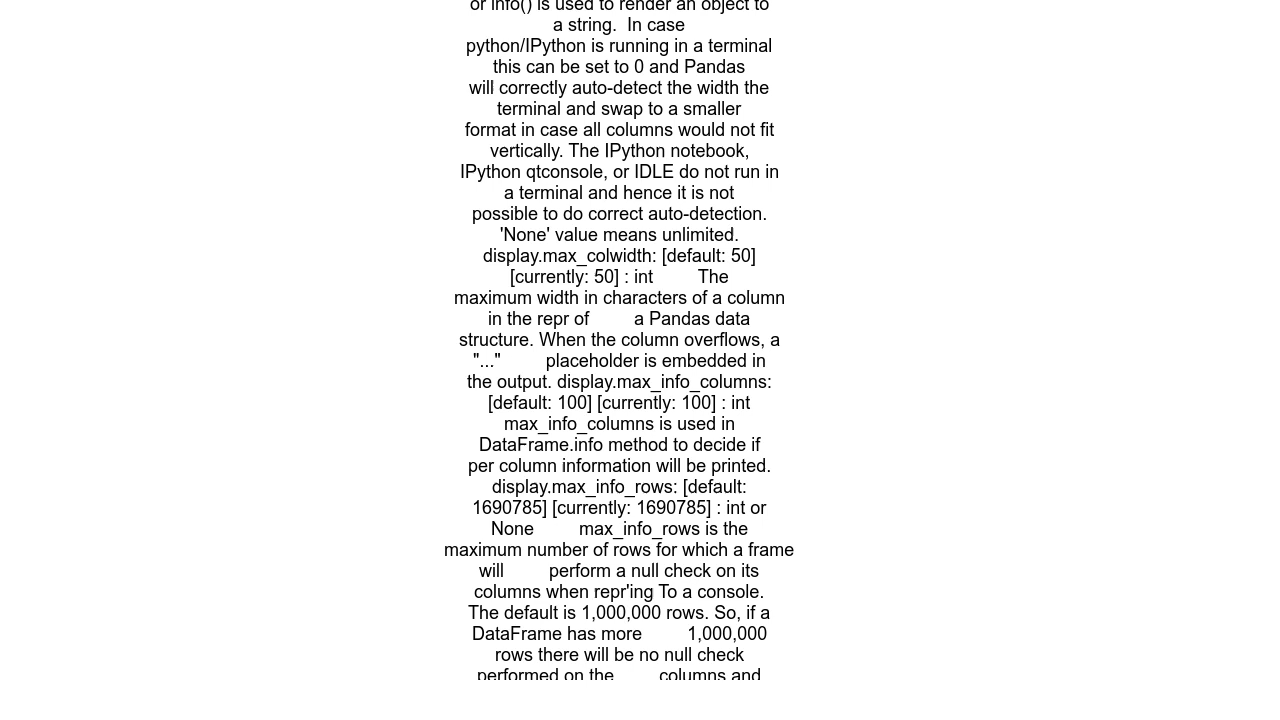 or info() is used to render an object to
a string.  In case
python/IPython is running in a terminal
this can be set to 0 and Pandas
will correctly auto-detect the width the
terminal and swap to a smaller
format in case all columns would not fit
vertically. The IPython notebook,
IPython qtconsole, or IDLE do not run in
a terminal and hence it is not
possible to do correct auto-detection.
'None' value means unlimited.
display.max_colwidth: [default: 50]
[currently: 50] : int         The
maximum width in characters of a column
in the repr of         a Pandas data
structure. When the column overflows, a
"..."         placeholder is embedded in
the output. display.max_info_columns:
[default: 100] [currently: 100] : int
max_info_columns is used in
DataFrame.info method to decide if
per column information will be printed.
display.max_info_rows: [default:
1690785] [currently: 1690785] : int or
None         max_info_rows is the
maximum number of rows for which a frame
will         perform a null check on its
columns when repr'ing To a console.
The default is 1,000,000 rows. So, if a
DataFrame has more         1,000,000
rows there will be no null check
performed on the         columns and